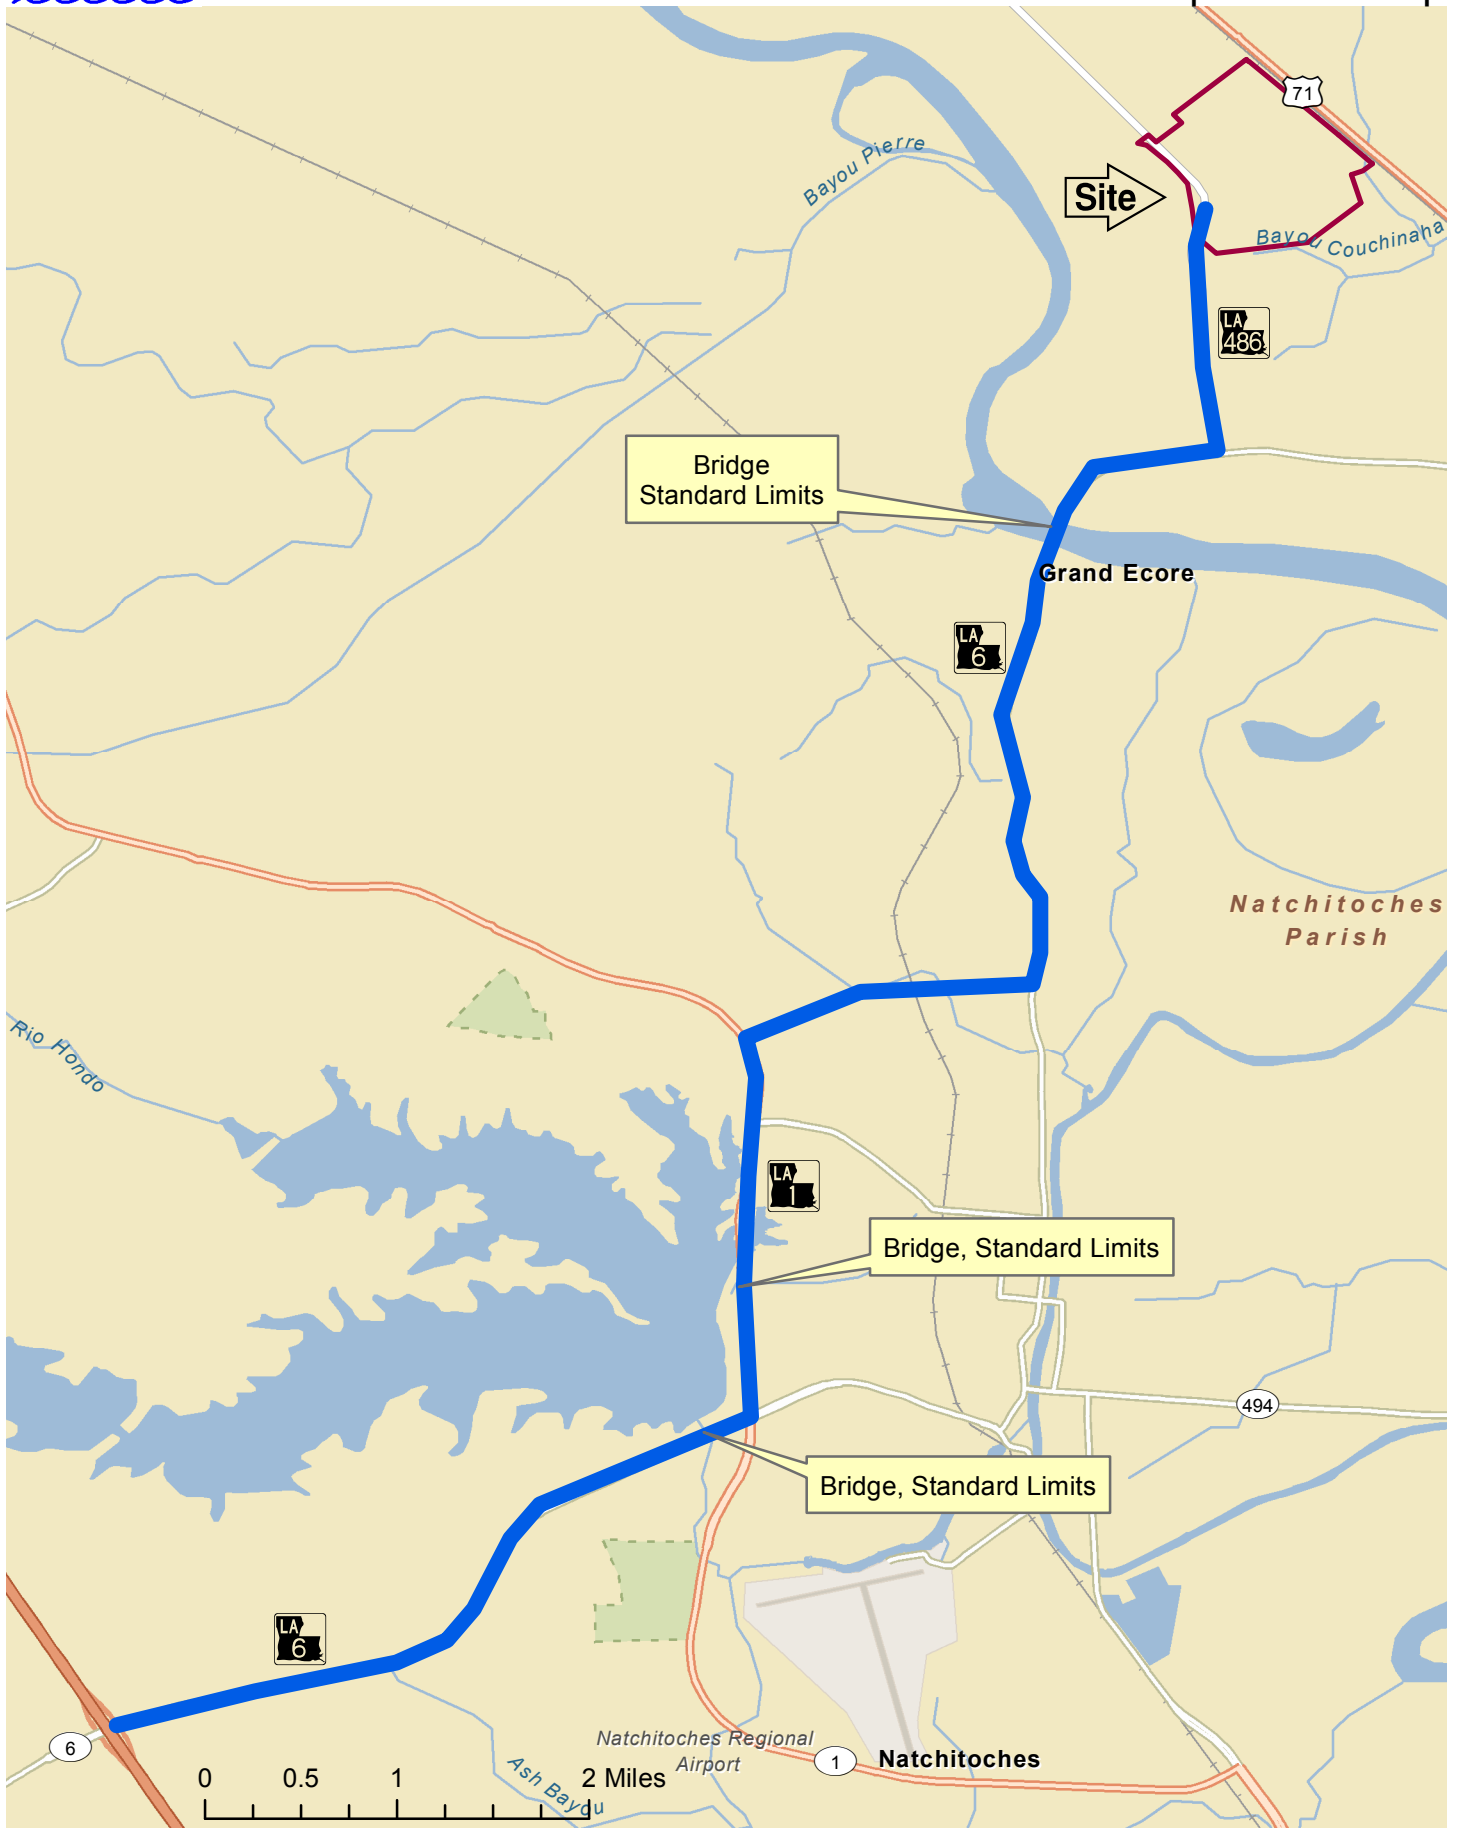 71
Bayou Pierre
Site
Bayou Couchinaha
LA
486
Bridge
Standard Limits
Grand Ecore
LA
6
Natchitoches
Parish
Rio Hondo
LA
1
Bridge, Standard Limits
494
Bridge, Standard Limits
LA
6
6
Natchitoches Regional
Airport
1
Natchitoches
Ash Bayou
0 0.5 1 2 Miles